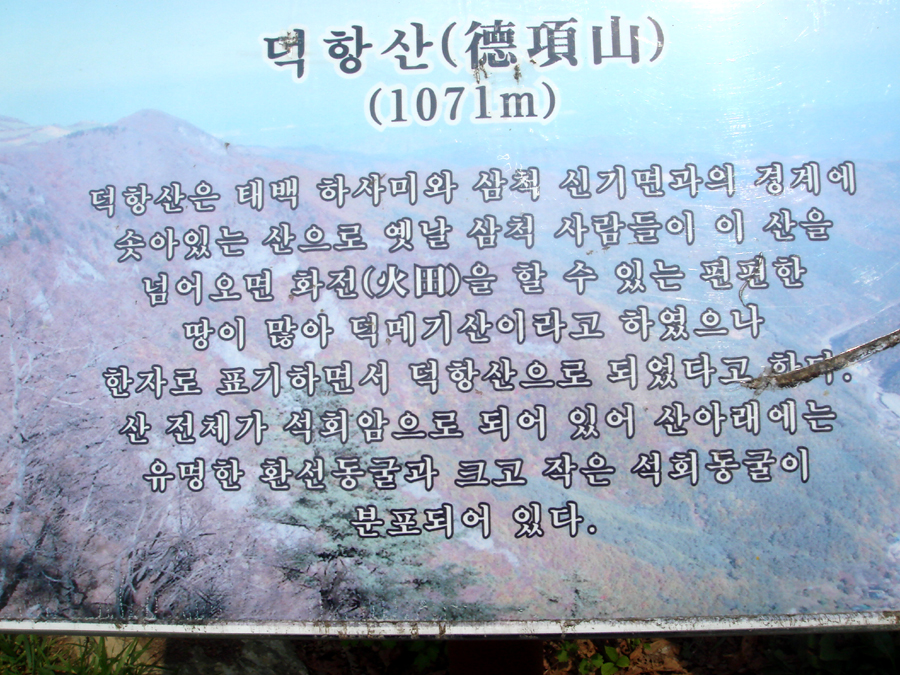 덕항산(德項山)
(1071m)
덕항산은 태백 하사미와 삼척 신기면과의 경계에
솟아있는 산으로 옛날 삼척 사람들이 이 산을
넘어오면 화전(火田)을 할 수 있는 편편한
땅이 많아 덕메기산이라고 하였으나
한자로 표기하면서 덕항산으로 되었다고 한다.
산 전체가 석회암으로 되어 있어 산아래에는
유명한 환선동굴과 크고 작은 석회동굴이
분포되어 있다.